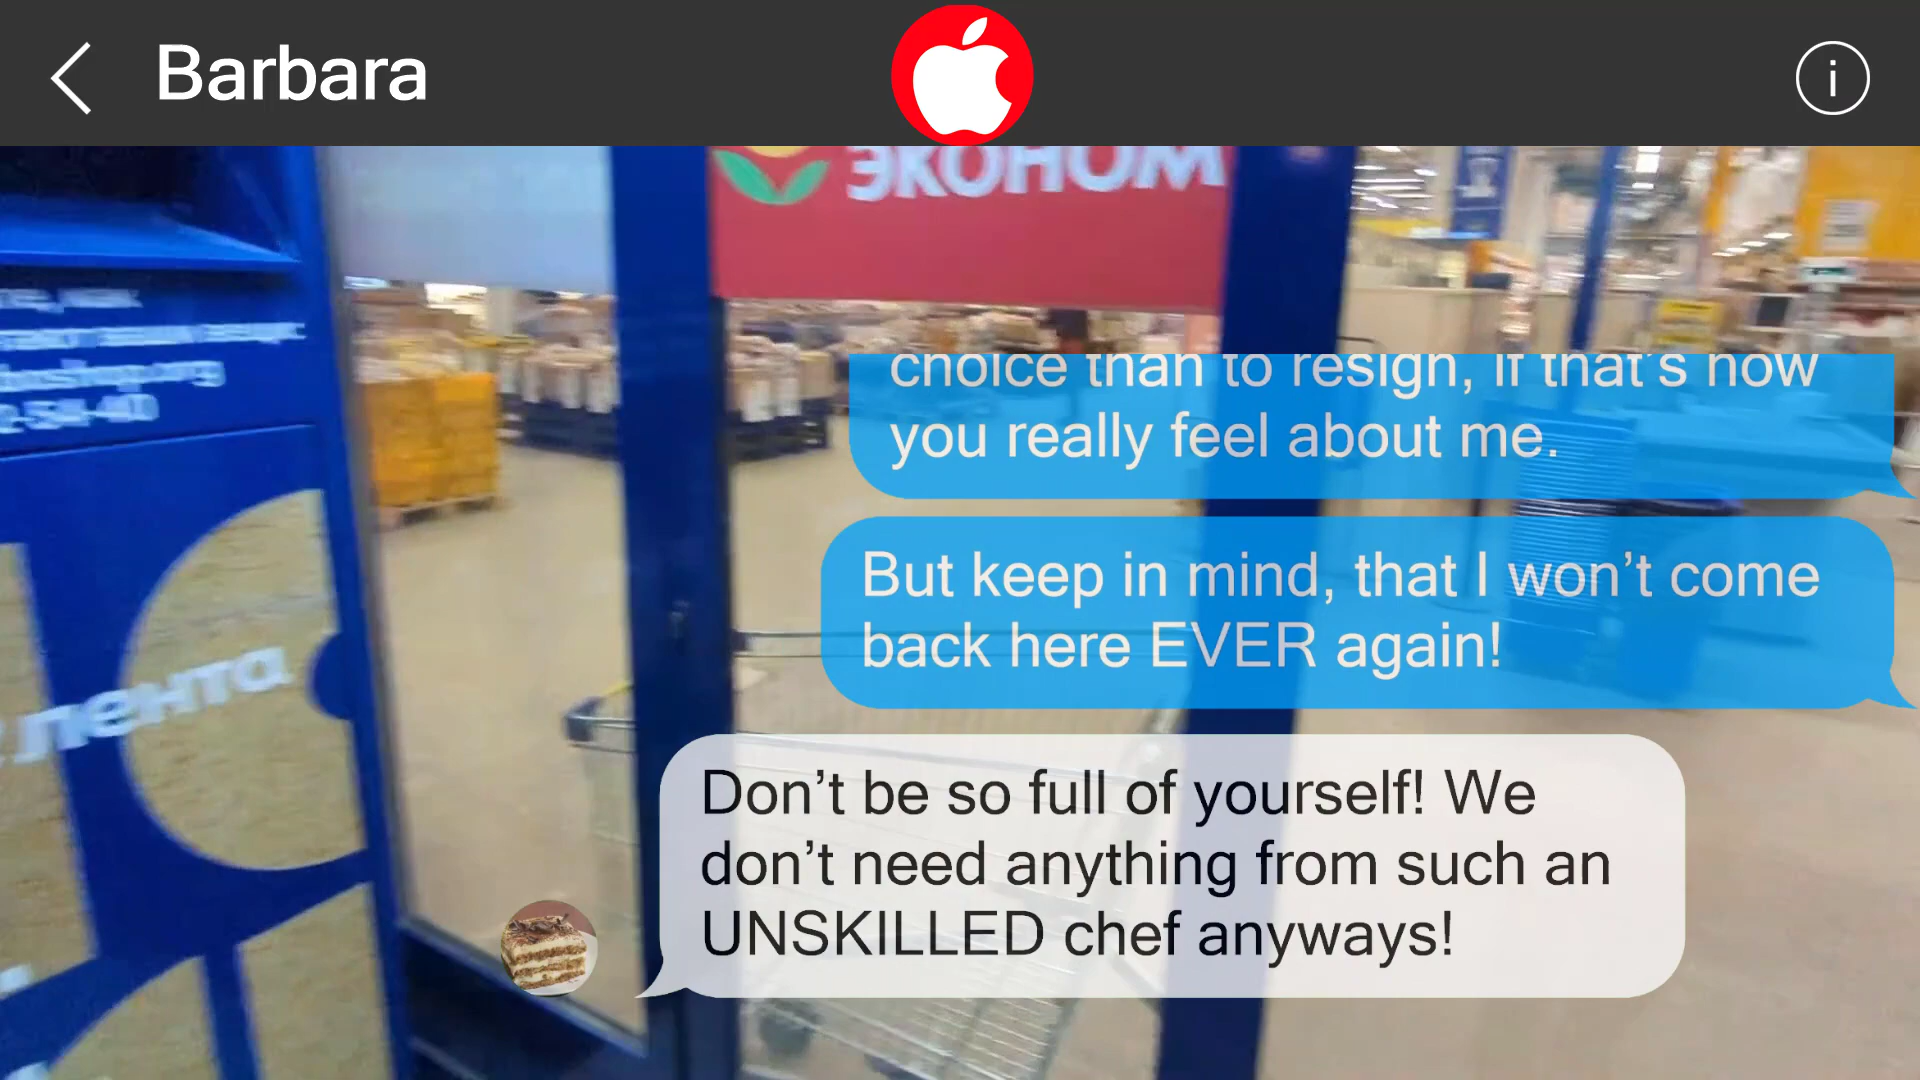 Barbara
ЭКОНОМ
choice than to resign, if that's how
you really feel about me.
But keep in mind, that I won't come
back here EVER again!
лента
Don't be so full of yourself! We
don't need anything from such an
UNSKILLED chef anyways!